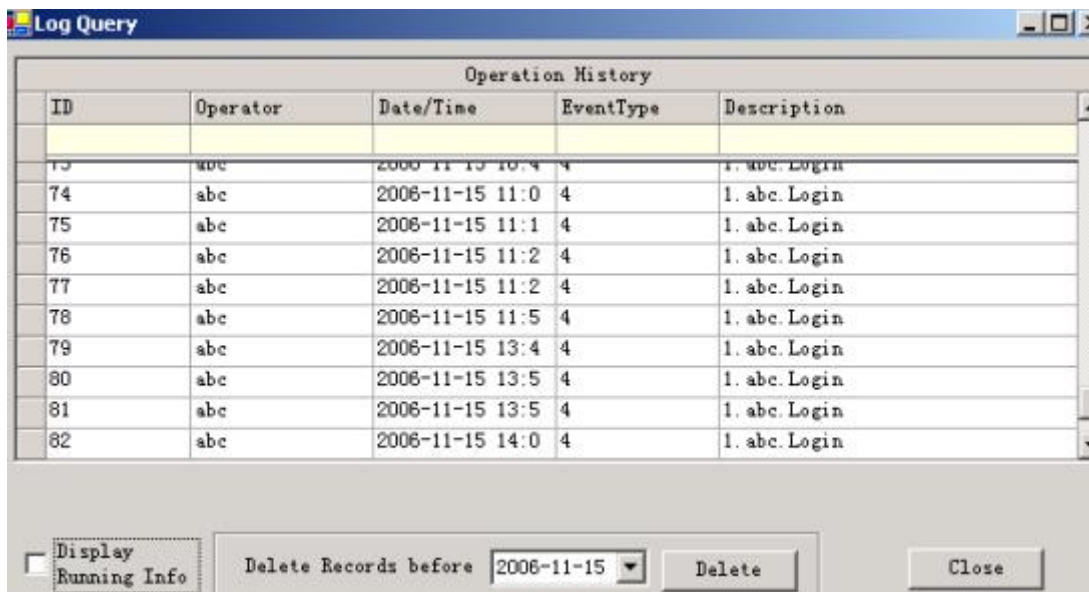 Log Query
Operation History
ID Operator Date/Time EventType Description
abc 4 1. abc. Login
74 abc 2006-11-15 11:0 4 1. abc. Login
75 abc 2006-11-15 11:1 4 1. abc. Login
76 abc 2006-11-15 11:2 4 1. abc. Login
77 abc 2006-11-15 11:2 4 1. abc. Login
78 abc 2006-11-15 11:5 4 1. abc. Login
79 abc 2006-11-15 13:4 4 1. abc. Login
80 abc 2006-11-15 13:5 4 1. abc. Login
81 abc 2006-11-15 13:5 4 1. abc. Login
82 abc 2006-11-15 14:0 4 1. abc. Login
Display
Running Info
Delete Records before 2006-11-15 Delete
Close